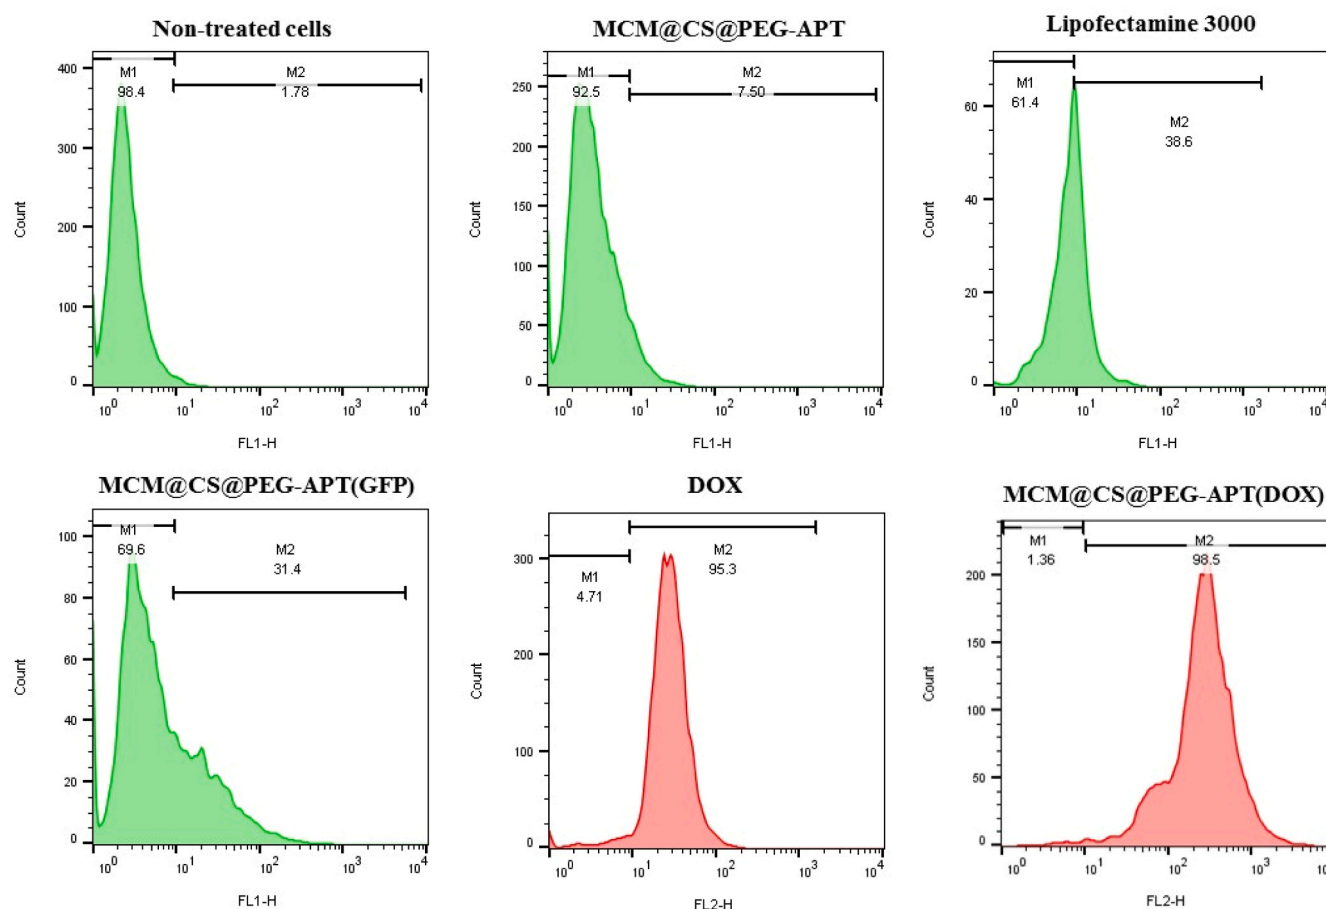 Non-treated cells
M1
98.4
M2
1.78
400
300
200
100
0
Count
10^0 10^1 10^2 10^3 10^4
FL1-H
MCM@CS@PEG-APT
M1
92.5
M2
7.50
250
200
150
100
50
0
Count
10^0 10^1 10^2 10^3 10^4
FL1-H
Lipofectamine 3000
M1
61.4
M2
38.6
60
40
20
0
Count
10^0 10^1 10^2 10^3
FL1-H
MCM@CS@PEG-APT(GFP)
M1
69.6
M2
31.4
100
80
60
40
20
0
Count
10^0 10^1 10^2 10^3 10^4
FL1-H
DOX
M1
4.71
M2
95.3
300
200
100
0
Count
10^0 10^1 10^2 10^3 10^4
FL2-H
MCM@CS@PEG-APT(DOX)
M1
1.36
M2
98.5
200
150
100
50
0
Count
10^0 10^1 10^2 10^3
FL2-H